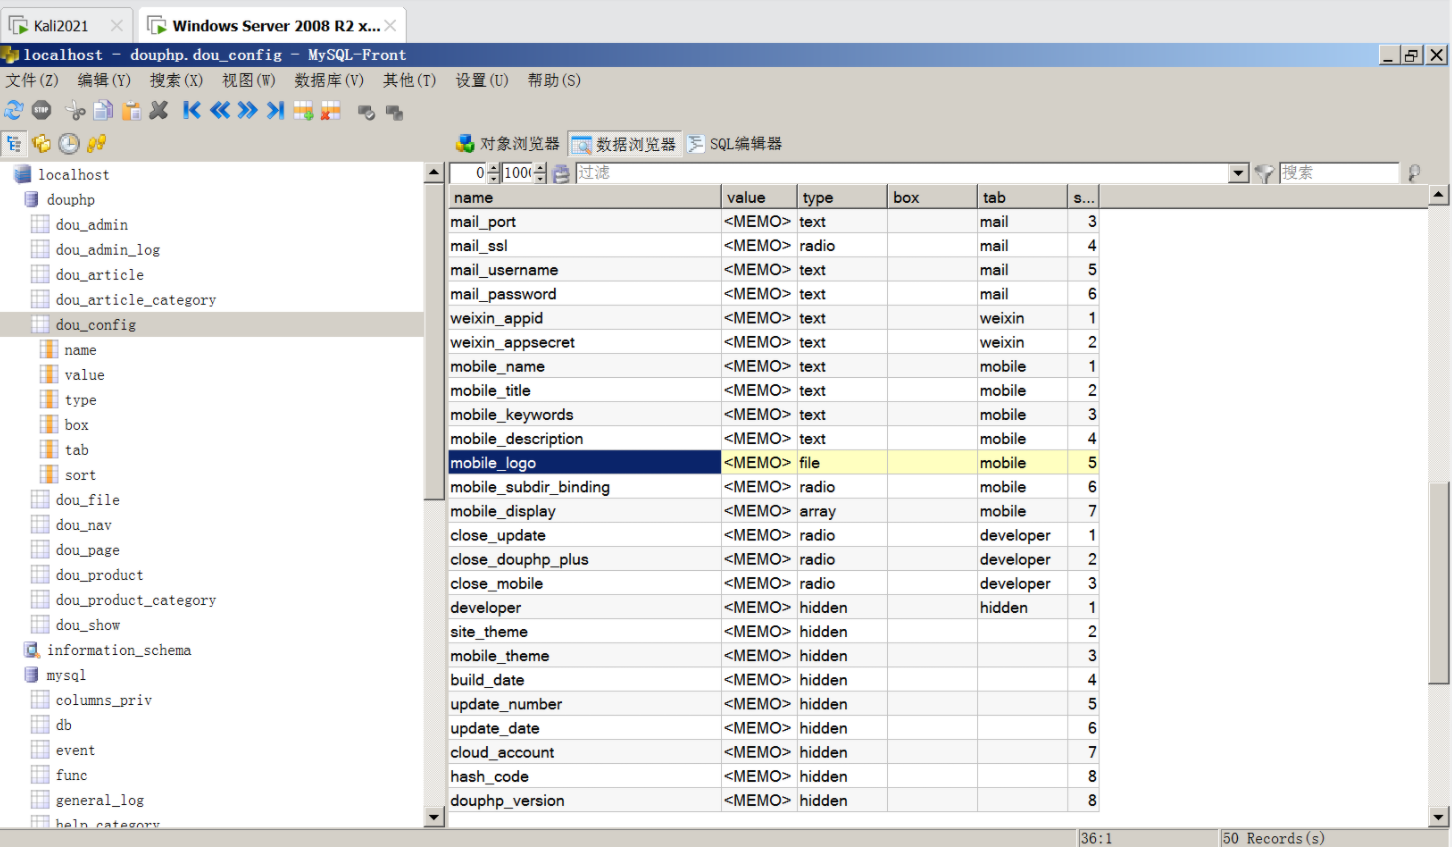 Kali2021 Windows Server 2008 R2 x...
localhost - douphp.dou_config - MySQL-Front
文件(Z) 编辑(Y) 搜索(X) 视图(W) 数据库(V) 其他(T) 设置(U) 帮助(S)
STOP
对象浏览器 数据浏览器 SQL编辑器
localhost
douphp
dou_admin
dou_admin_log
dou_article
dou_article_category
dou_config
name
value
type
box
tab
sort
dou_file
dou_nav
dou_page
dou_product
dou_product_category
dou_show
information_schema
mysql
columns_priv
db
event
func
general_log
help_category
0 100 过滤 搜索
name value type box tab s...
mail_port <MEMO> text mail 3
mail_ssl <MEMO> radio mail 4
mail_username <MEMO> text mail 5
mail_password <MEMO> text mail 6
weixin_appid <MEMO> text weixin 1
weixin_appsecret <MEMO> text weixin 2
mobile_name <MEMO> text mobile 1
mobile_title <MEMO> text mobile 2
mobile_keywords <MEMO> text mobile 3
mobile_description <MEMO> text mobile 4
mobile_logo <MEMO> file mobile 5
mobile_subdir_binding <MEMO> radio mobile 6
mobile_display <MEMO> array mobile 7
close_update <MEMO> radio developer 1
close_douphp_plus <MEMO> radio developer 2
close_mobile <MEMO> radio developer 3
developer <MEMO> hidden hidden 1
site_theme <MEMO> hidden 2
mobile_theme <MEMO> hidden 3
build_date <MEMO> hidden 4
update_number <MEMO> hidden 5
update_date <MEMO> hidden 6
cloud_account <MEMO> hidden 7
hash_code <MEMO> hidden 8
douphp_version <MEMO> hidden 8
36:1 50 Records(s)